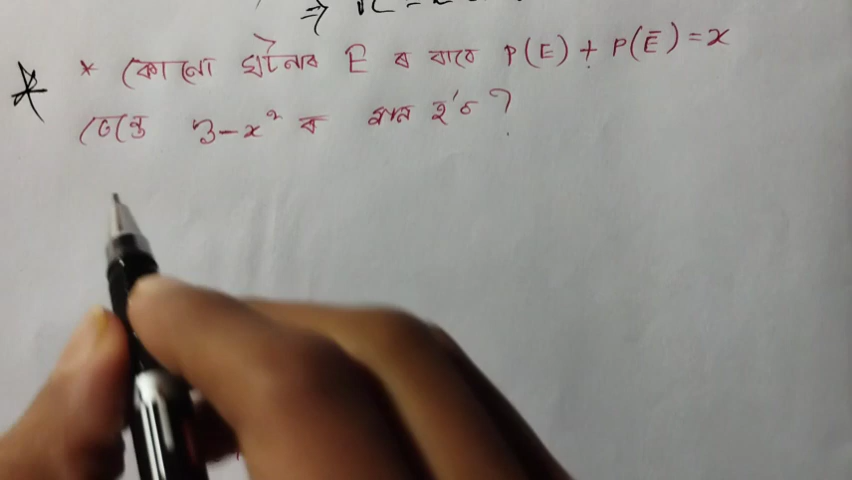 * কোনো ঘটনাৰ E ৰ বাবে P(E) + P(Ē) = x
তেন্তে 3 - x² ৰ মান হ'ব ?